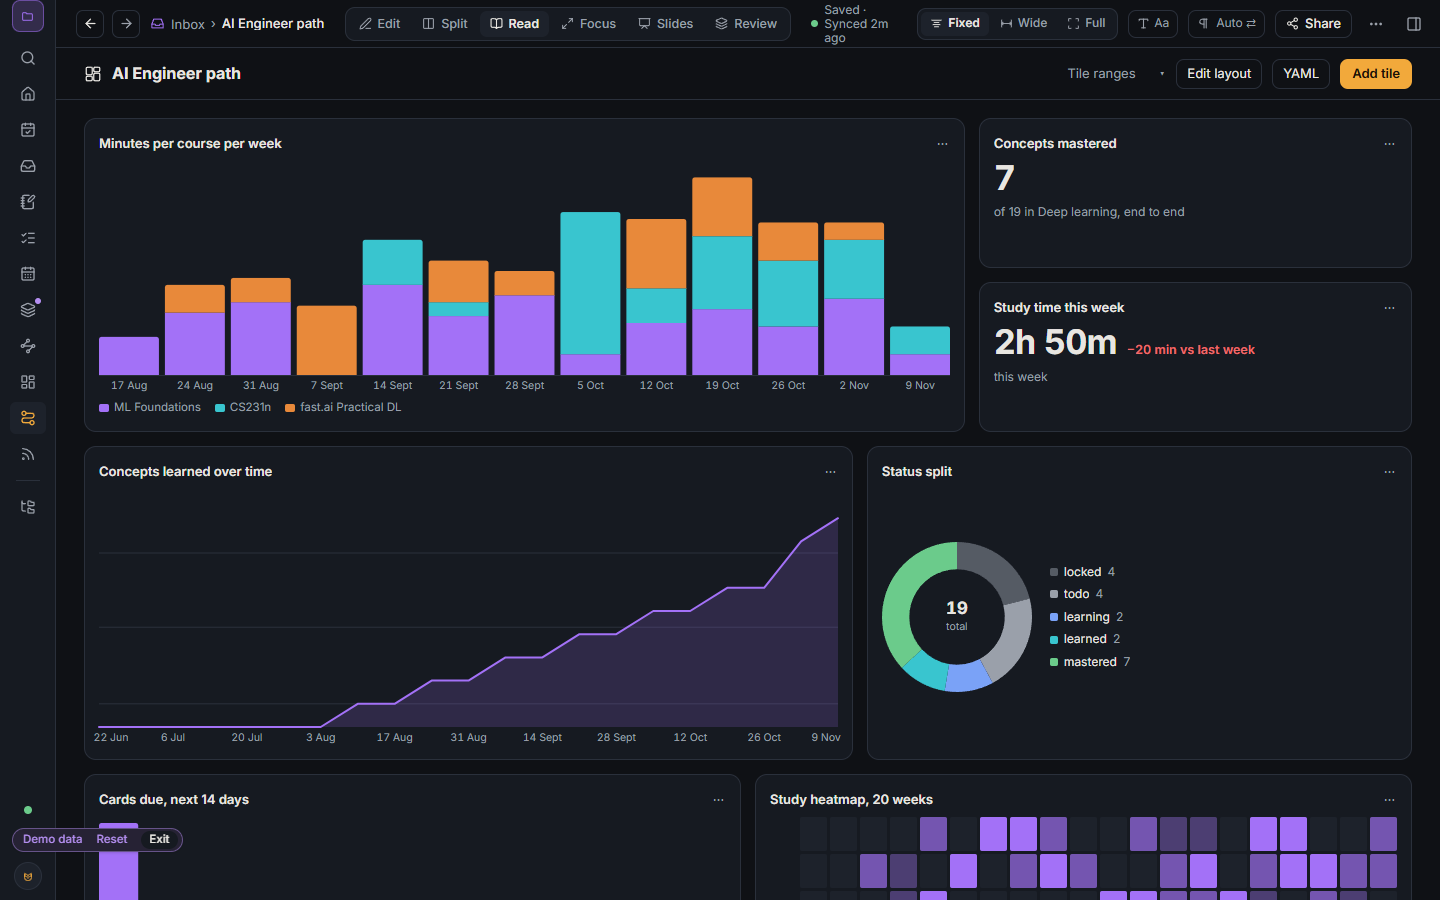 Inbox › AI Engineer path
Edit
Split
Read
Focus
Slides
Review
Saved ·
Synced 2m
ago
Fixed
Wide
Full
Aa
Auto
Share
AI Engineer path
Tile ranges
Edit layout
YAML
Add tile
Minutes per course per week
17 Aug
24 Aug
31 Aug
7 Sept
14 Sept
21 Sept
28 Sept
5 Oct
12 Oct
19 Oct
26 Oct
2 Nov
9 Nov
ML Foundations
CS231n
fast.ai Practical DL
Concepts mastered
7
of 19 in Deep learning, end to end
Study time this week
2h 50m −20 min vs last week
this week
Concepts learned over time
22 Jun
6 Jul
20 Jul
3 Aug
17 Aug
31 Aug
14 Sept
28 Sept
12 Oct
26 Oct
9 Nov
Status split
19
total
locked 4
todo 4
learning 2
learned 2
mastered 7
Cards due, next 14 days
Study heatmap, 20 weeks
Demo data Reset Exit